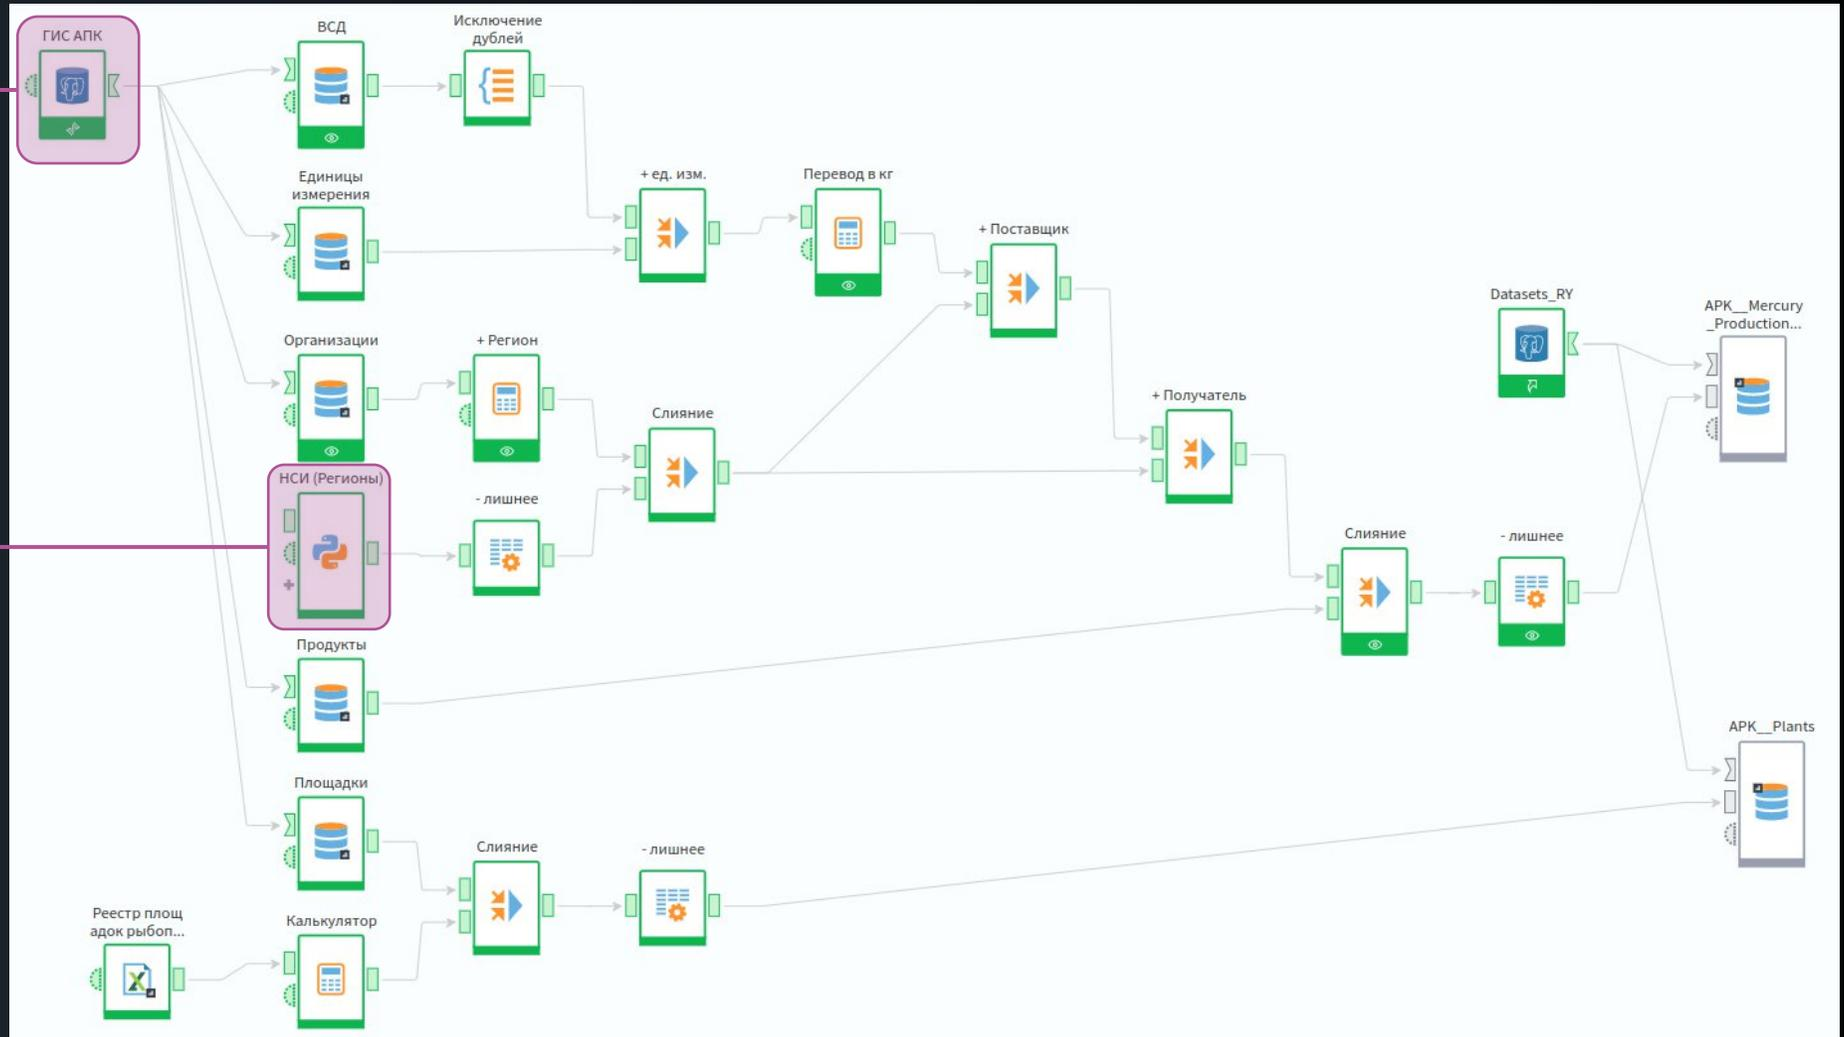 ГИС АПК
ВСД
Исключение
дублей
Единицы
измерения
+ ед. изм.
Перевод в кг
+ Поставщик
Организации
+ Регион
Слияние
+ Получатель
Datasets_RY
APK__Mercury
_Production...
НСИ (Регионы)
- лишнее
Слияние
- лишнее
Продукты
APK__Plants
Площадки
Слияние
- лишнее
Реестр площ
адок рыбоп...
Калькулятор